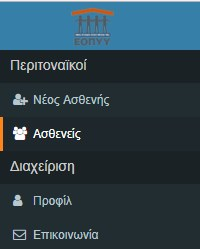 ΕΟΠΥΥ
Περιτοναϊκοί
Νέος Ασθενής
Ασθενείς
Διαχείριση
Προφίλ
Επικοινωνία